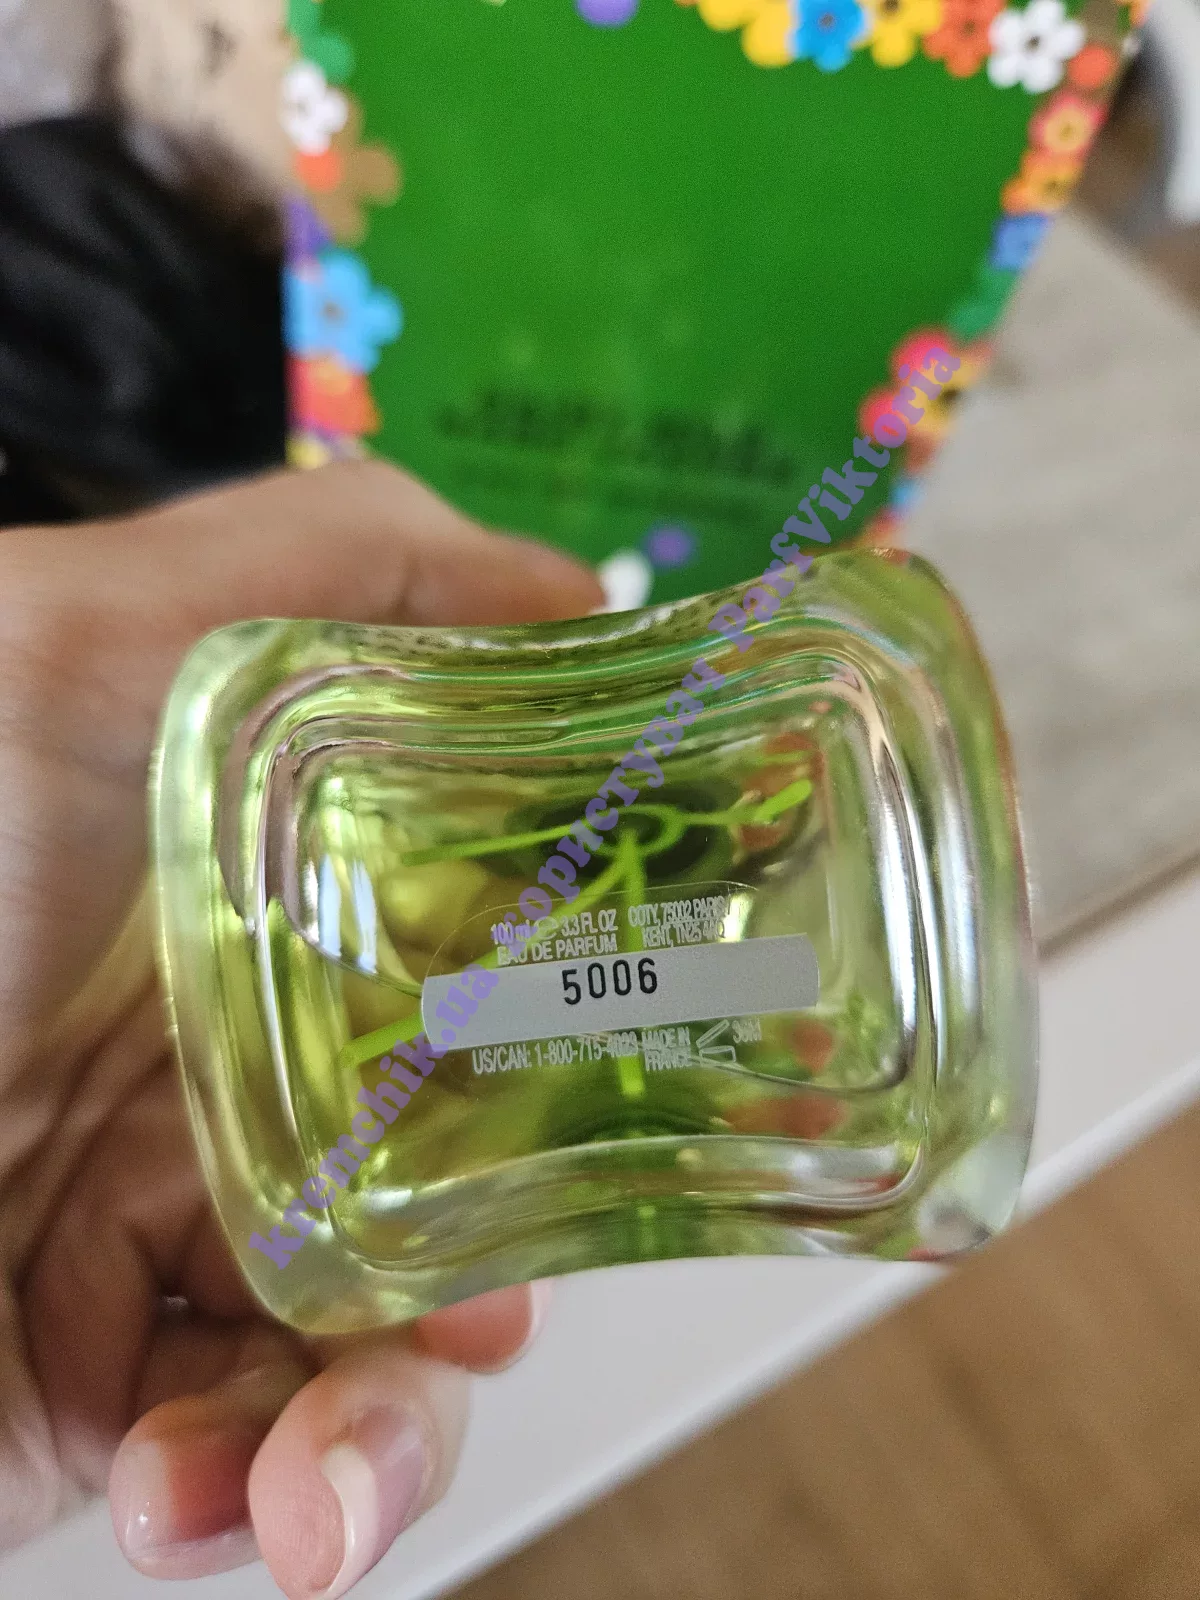 100 ml ℮ 3.3 FL. OZ
EAU DE PARFUM
COTY, 75002 PARIS
KENT, TN25 4AQ
5006
US/CAN: 1-800-715-4023
MADE IN
FRANCE
36M
kremchik.ua Користувач ParfViktoria